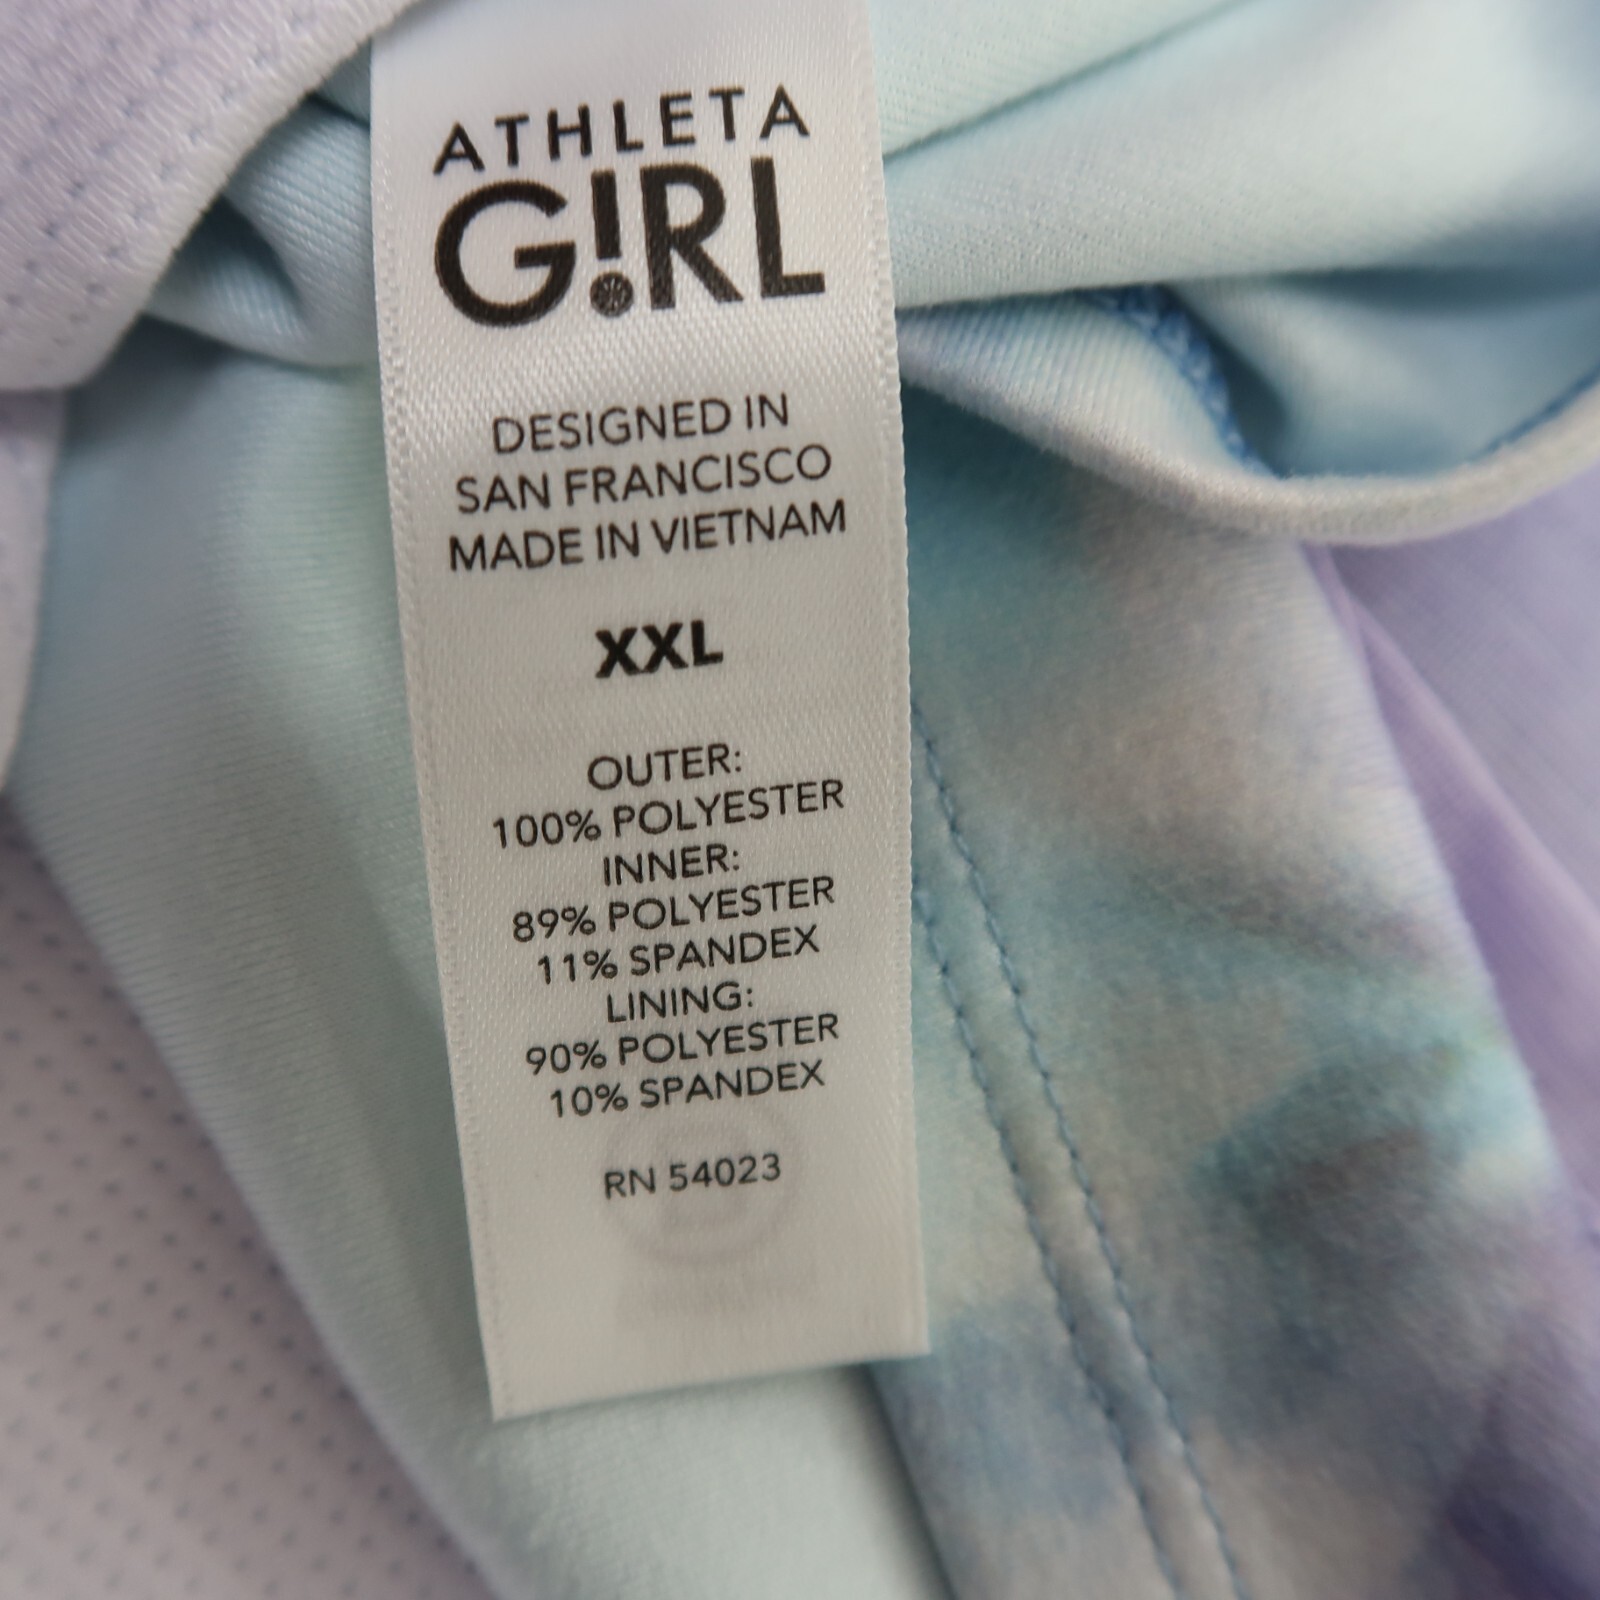 ATHLETA
G!RL
DESIGNED IN
SAN FRANCISCO
MADE IN VIETNAM
XXL
OUTER:
100% POLYESTER
INNER:
89% POLYESTER
11% SPANDEX
LINING:
90% POLYESTER
10% SPANDEX
RN 54023